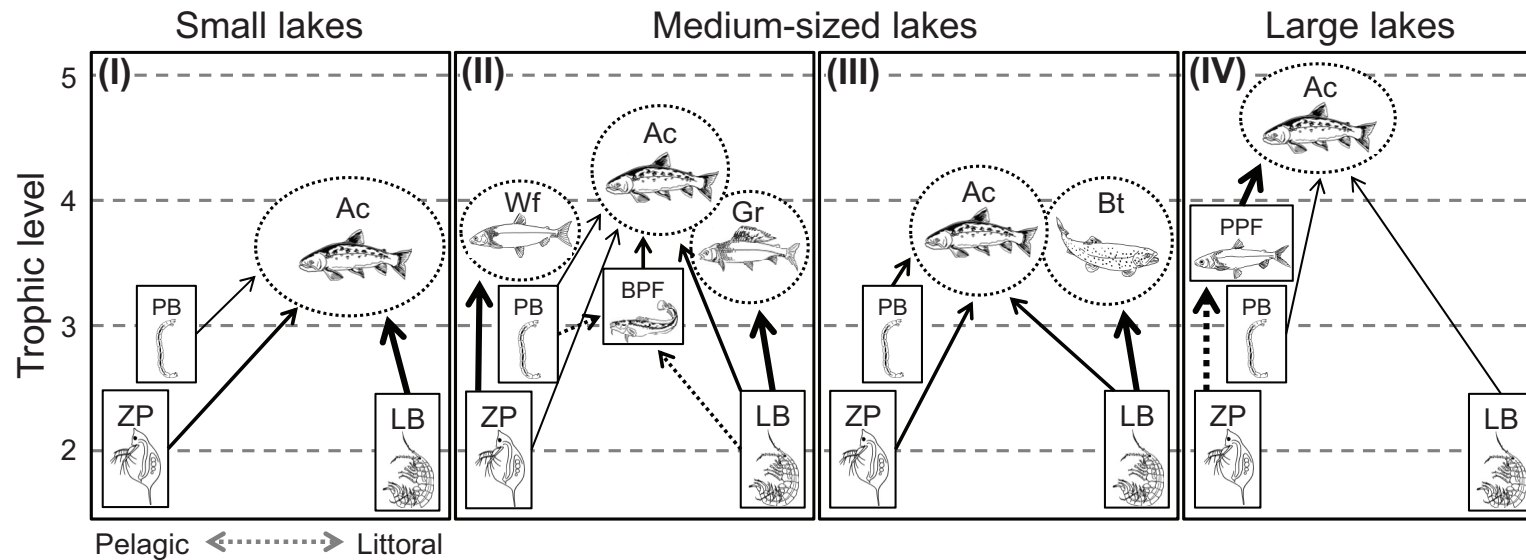 Small lakes
Medium-sized lakes
Large lakes
Trophic level
5
4
3
2
(I)
Ac
PB
ZP
LB
(II)
Ac
Wf
Gr
PB
BPF
ZP
LB
(III)
Ac
Bt
PB
ZP
LB
(IV)
Ac
PPF
PB
ZP
LB
Pelagic
Littoral